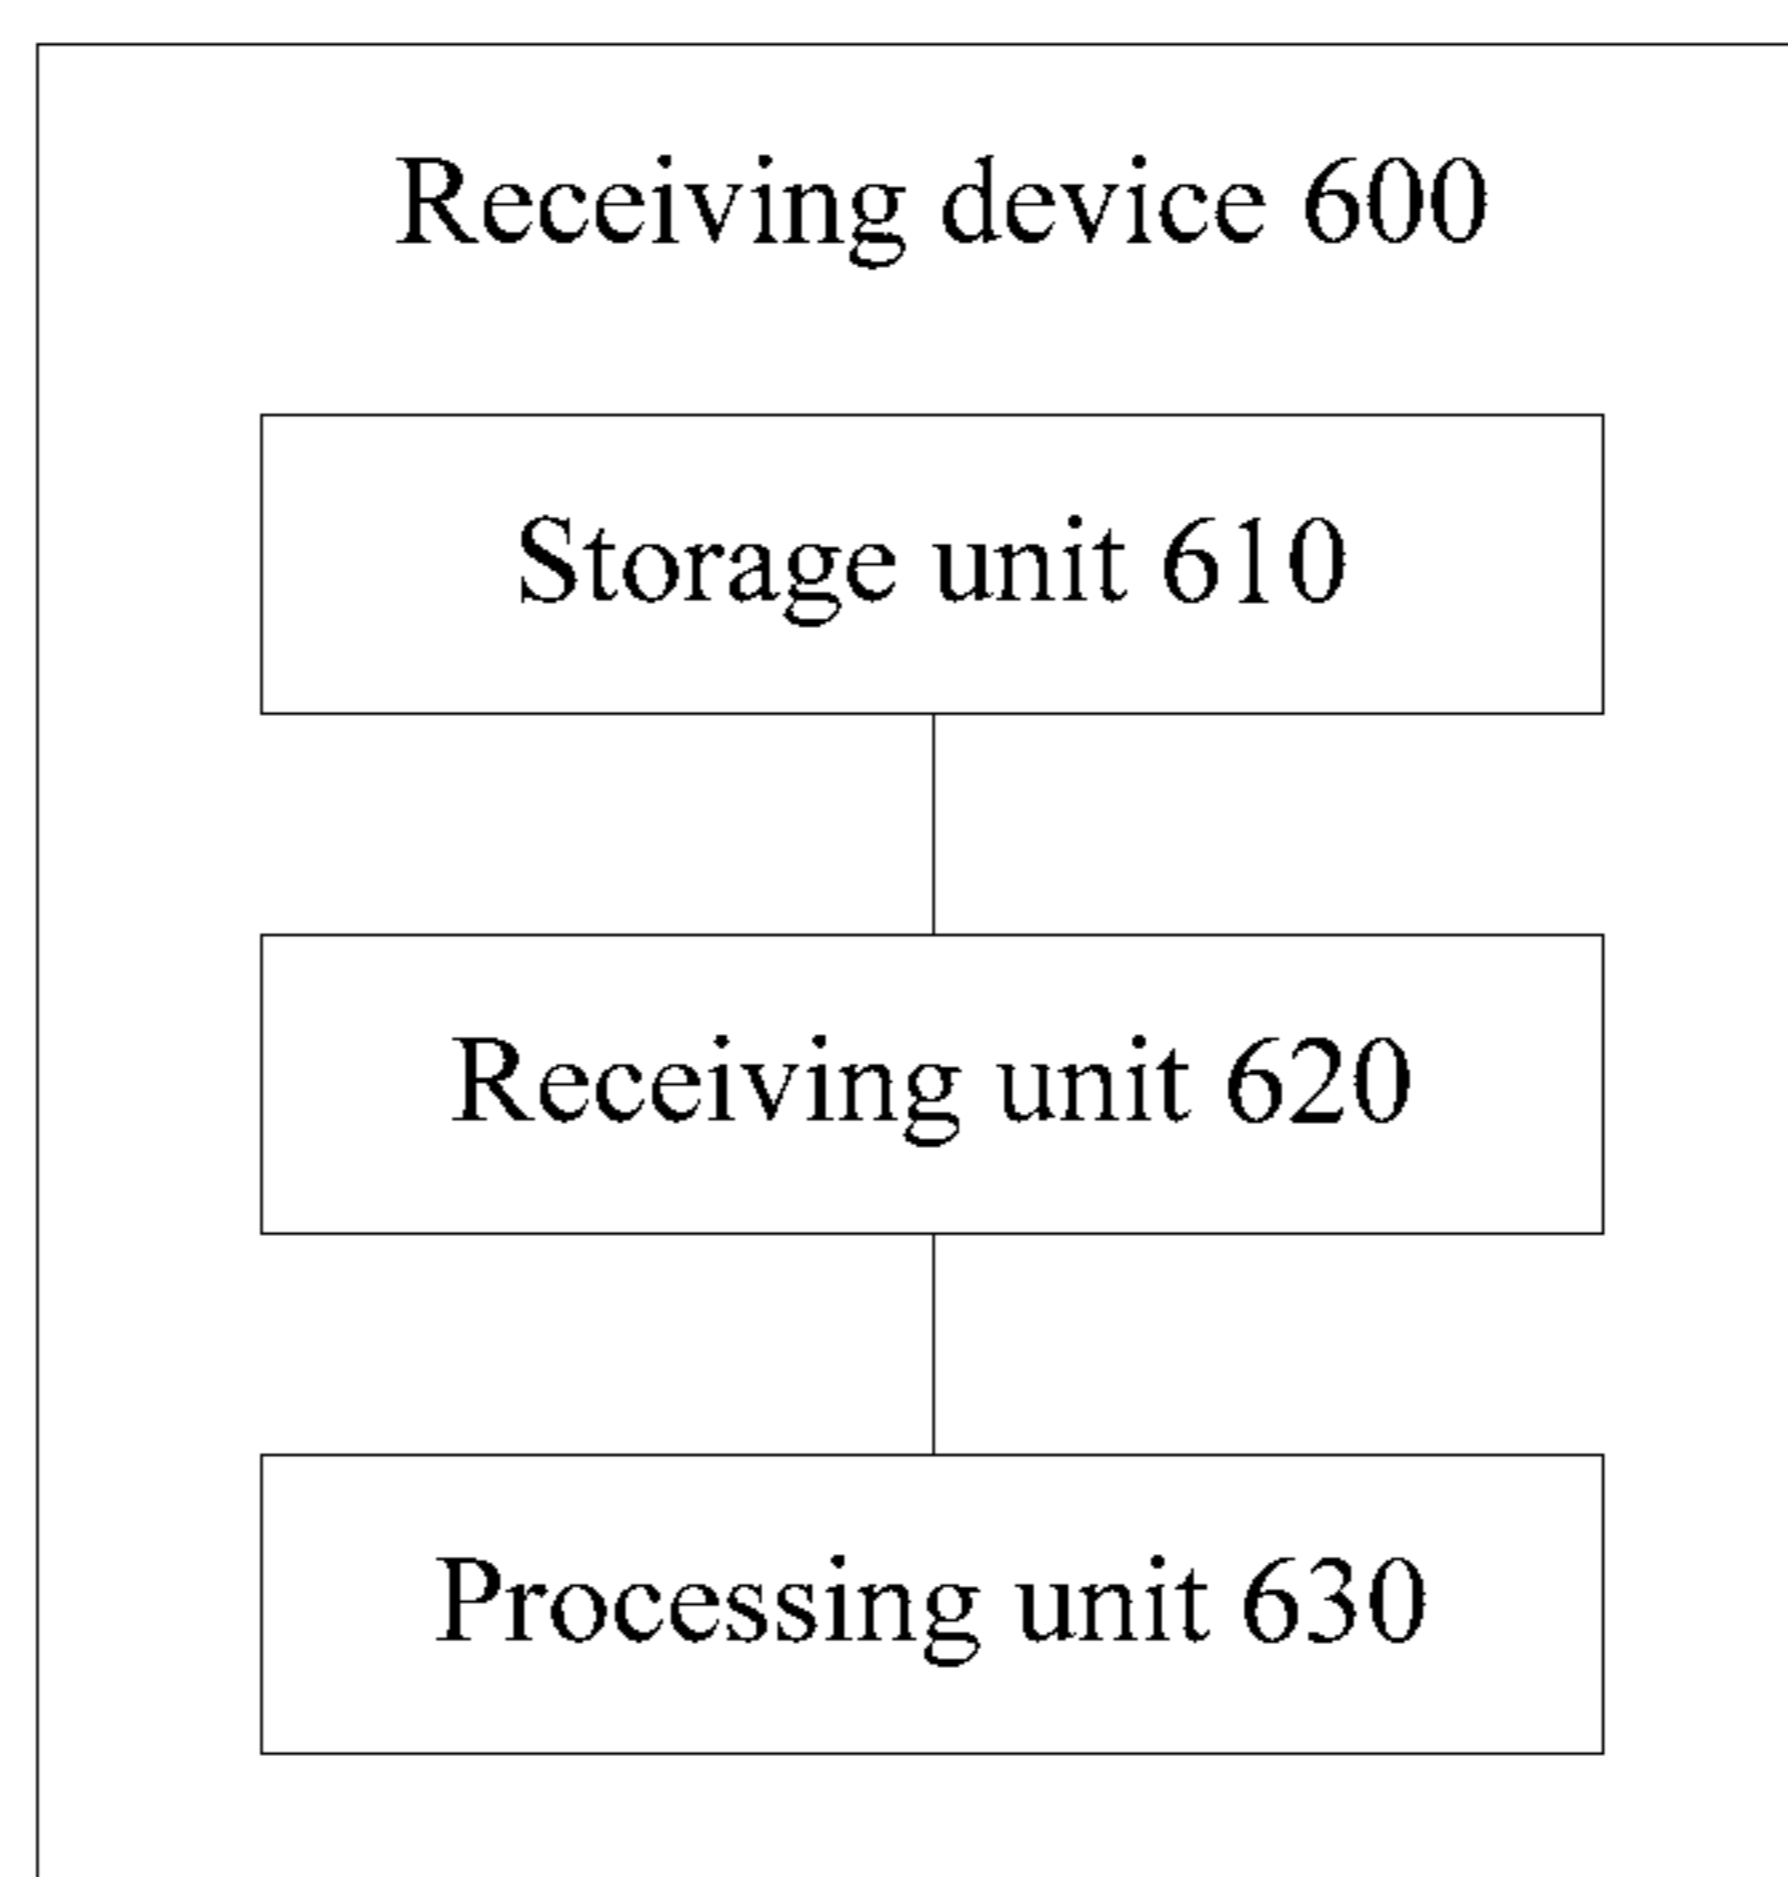 Receiving device 600
Storage unit 610
Receiving unit 620
Processing unit 630